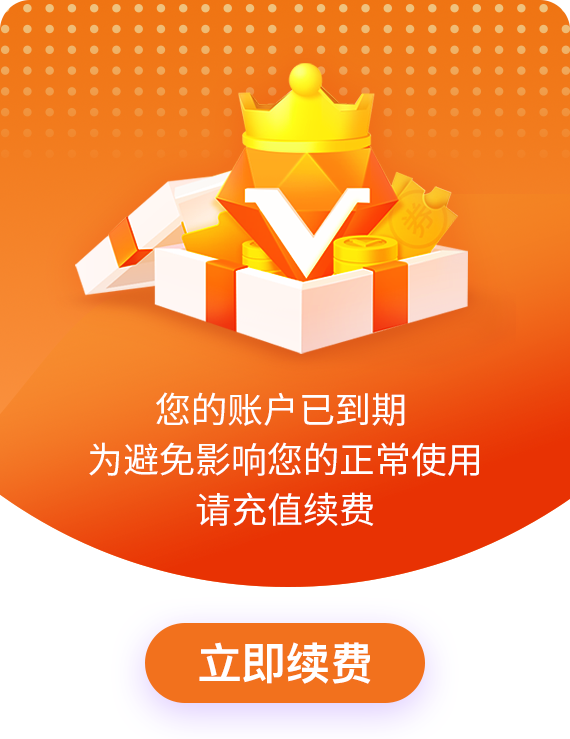 券
您的账户已到期
为避免影响您的正常使用
请充值续费
立即续费